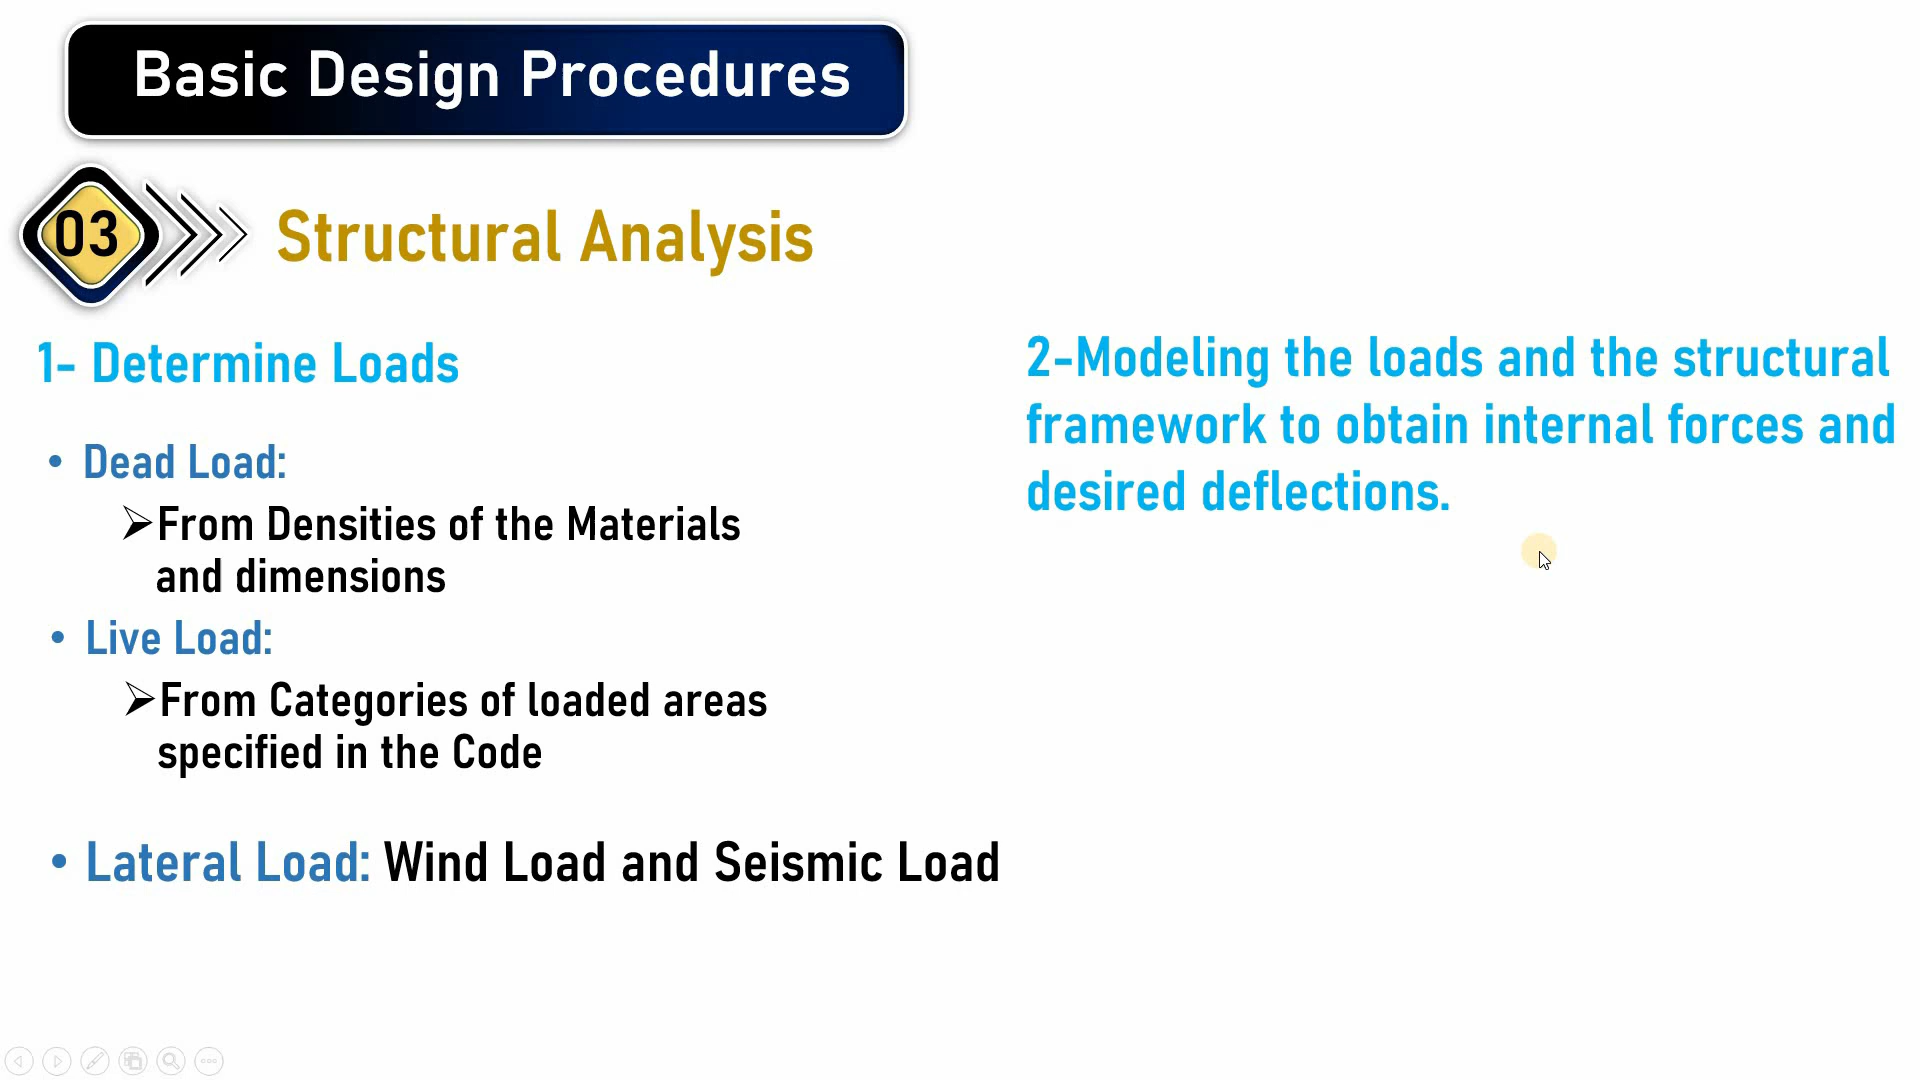 Basic Design Procedures
03
Structural Analysis
1- Determine Loads
• Dead Load:
➢From Densities of the Materials
and dimensions
• Live Load:
➢From Categories of loaded areas
specified in the Code
• Lateral Load: Wind Load and Seismic Load
2-Modeling the loads and the structural
framework to obtain internal forces and
desired deflections.